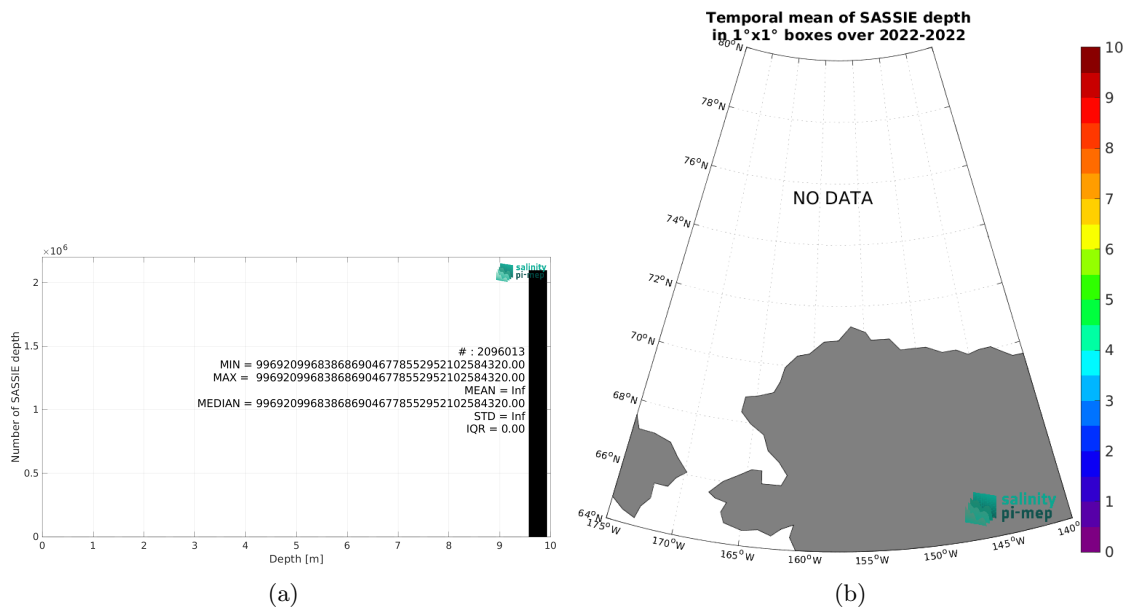 ×10⁶
2
1.5
1
0.5
0
Number of SASSIE depth
salinity
pi-mep
# : 2096013
MIN = 9969209968386869046778552952102584320.00
MAX = 9969209968386869046778552952102584320.00
MEAN = Inf
MEDIAN = 9969209968386869046778552952102584320.00
STD = Inf
IQR = 0.00
0 1 2 3 4 5 6 7 8 9 10
Depth [m]
(a)
Temporal mean of SASSIE depth
in 1°x1° boxes over 2022-2022
80°N
78°N
76°N
74°N
72°N
70°N
68°N
66°N
64°N
NO DATA
175°W
170°W
165°W
160°W
155°W
150°W
145°W
140°
salinity
pi-mep
10
9
8
7
6
5
4
3
2
1
0
(b)